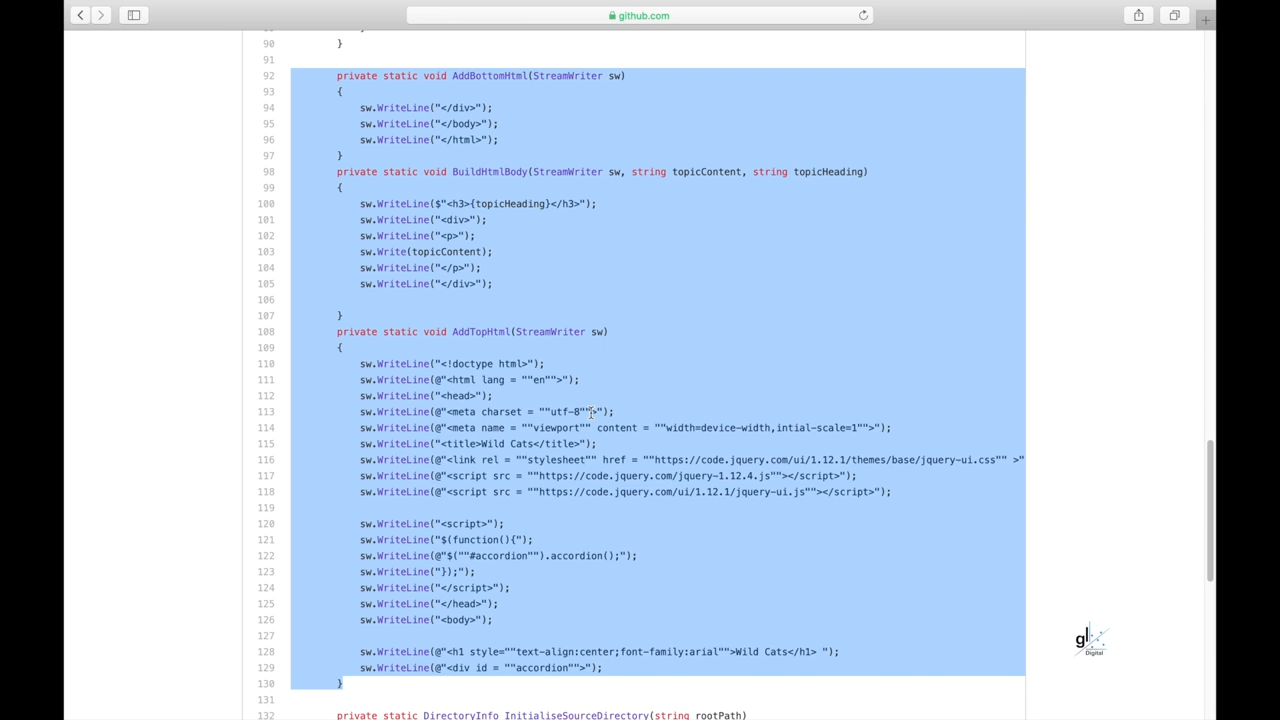 github.com
90 }
91
92 private static void AddBottomHtml(StreamWriter sw)
93 {
94 sw.WriteLine("</div>");
95 sw.WriteLine("</body>");
96 sw.WriteLine("</html>");
97 }
98 private static void BuildHtmlBody(StreamWriter sw, string topicContent, string topicHeading)
99 {
100 sw.WriteLine($"<h3>{topicHeading}</h3>");
101 sw.WriteLine("<div>");
102 sw.WriteLine("<p>");
103 sw.Write(topicContent);
104 sw.WriteLine("</p>");
105 sw.WriteLine("</div>");
106
107 }
108 private static void AddTopHtml(StreamWriter sw)
109 {
110 sw.WriteLine("<!doctype html>");
111 sw.WriteLine(@"<html lang = ""en"">");
112 sw.WriteLine("<head>");
113 sw.WriteLine(@"<meta charset = ""utf-8"">");
114 sw.WriteLine(@"<meta name = ""viewport"" content = ""width=device-width,intial-scale=1"">");
115 sw.WriteLine("<title>Wild Cats</title>");
116 sw.WriteLine(@"<link rel = ""stylesheet"" href = ""https://code.jquery.com/ui/1.12.1/themes/base/jquery-ui.css"" >"
117 sw.WriteLine(@"<script src = ""https://code.jquery.com/jquery-1.12.4.js""></script>");
118 sw.WriteLine(@"<script src = ""https://code.jquery.com/ui/1.12.1/jquery-ui.js""></script>");
119
120 sw.WriteLine("<script>");
121 sw.WriteLine("$(function(){");
122 sw.WriteLine(@"$(""#accordion"").accordion();");
123 sw.WriteLine("});");
124 sw.WriteLine("</script>");
125 sw.WriteLine("</head>");
126 sw.WriteLine("<body>");
127
128 sw.WriteLine(@"<h1 style=""text-align:center;font-family:arial"">Wild Cats</h1> ");
129 sw.WriteLine(@"<div id = ""accordion"">");
130 }
131
132 private static DirectoryInfo InitialiseSourceDirectory(string rootPath)
gl
Digital